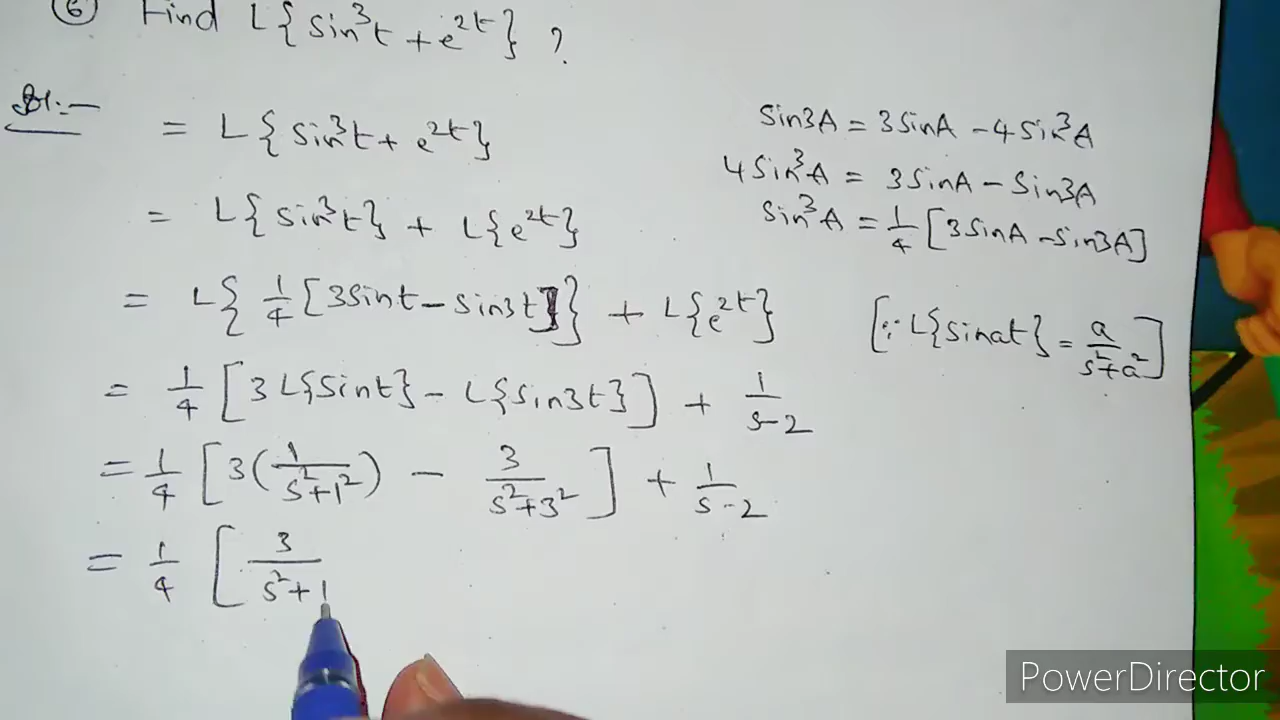 ⑥ Find L{sin³t + e²ᵗ} ?
Sol:-
= L{sin³t + e²ᵗ}
= L{sin³t} + L{e²ᵗ}
= L{1/4 [3sint - sin3t]} + L{e²ᵗ}
= 1/4 [3L{sint} - L{sin3t}] + 1/(s-2)
= 1/4 [3(1/(s²+1²)) - 3/(s²+3²)] + 1/(s-2)
= 1/4 [3/(s²+1
sin3A = 3sinA - 4sin³A
4sin³A = 3sinA - sin3A
sin³A = 1/4 [3sinA - sin3A]
[∵ L{sinat} = a/(s²+a²)]
PowerDirector